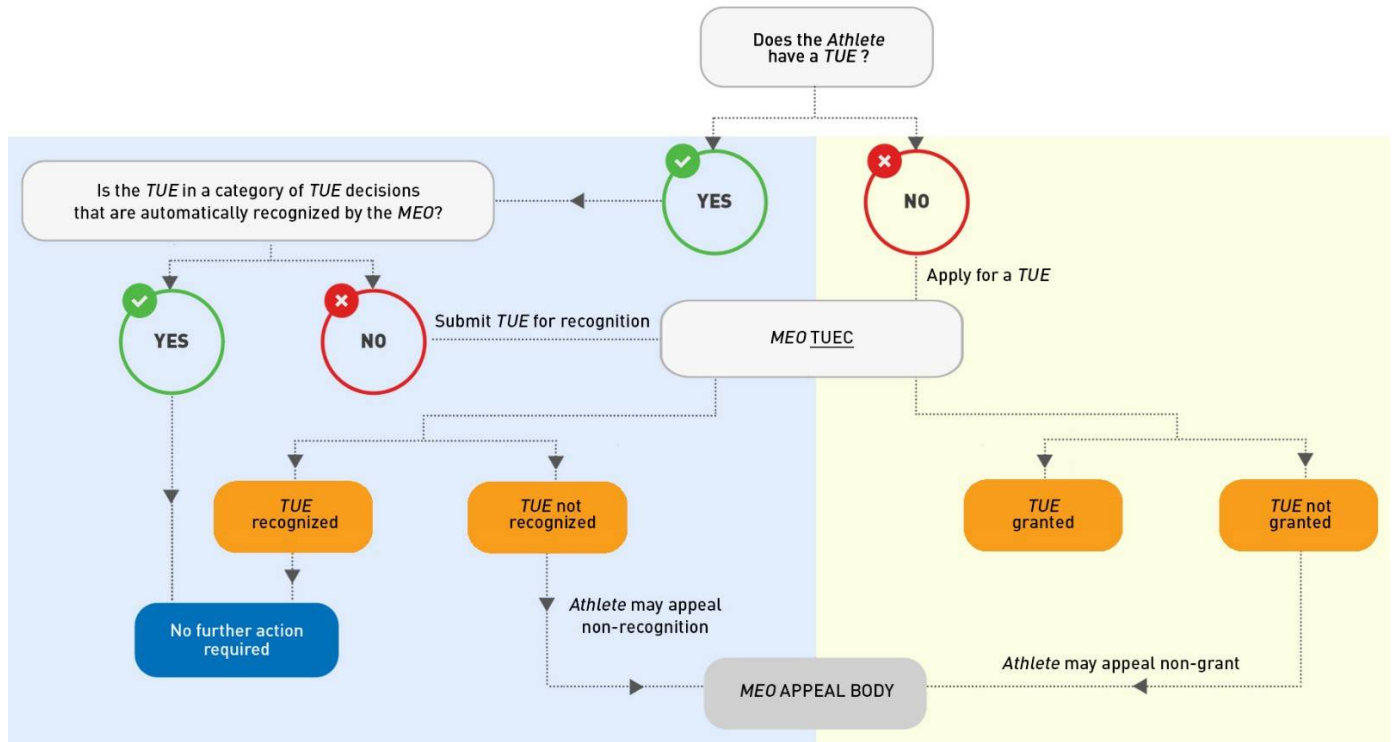 Does the Athlete
have a TUE ?
YES
NO
Is the TUE in a category of TUE decisions
that are automatically recognized by the MEO?
Apply for a TUE
YES
NO
Submit TUE for recognition
MEO TUEC
TUE
recognized
TUE not
recognized
TUE
granted
TUE not
granted
No further action
required
Athlete may appeal
non-recognition
Athlete may appeal non-grant
MEO APPEAL BODY